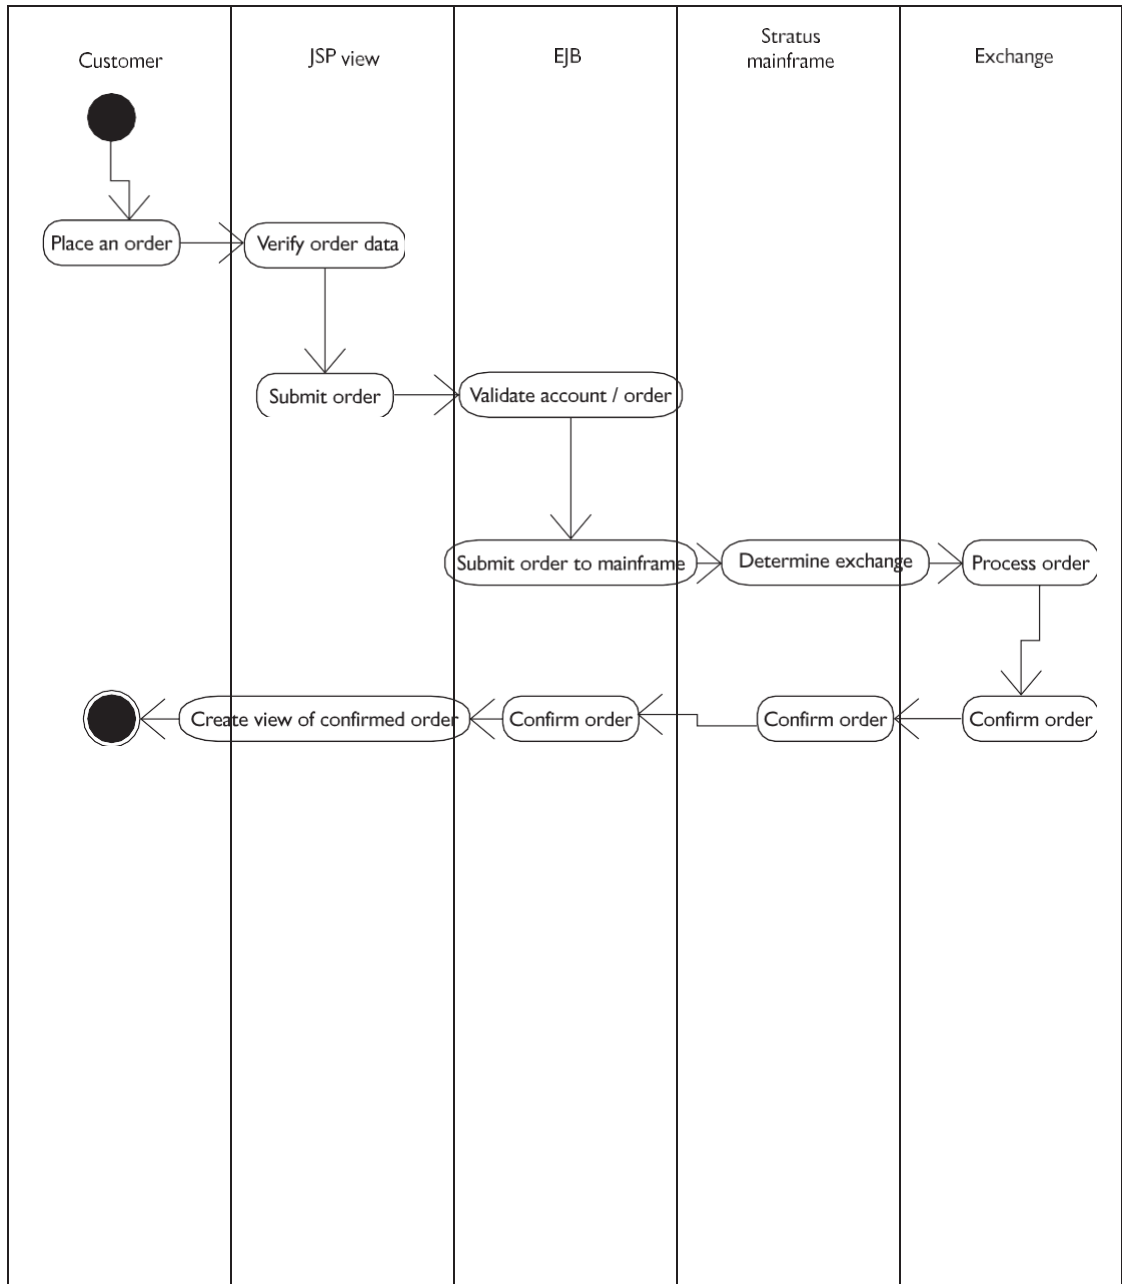 Customer
JSP view
EJB
Stratus
mainframe
Exchange
Place an order
Verify order data
Submit order
Validate account / order
Submit order to mainframe
Determine exchange
Process order
Create view of confirmed order
Confirm order
Confirm order
Confirm order